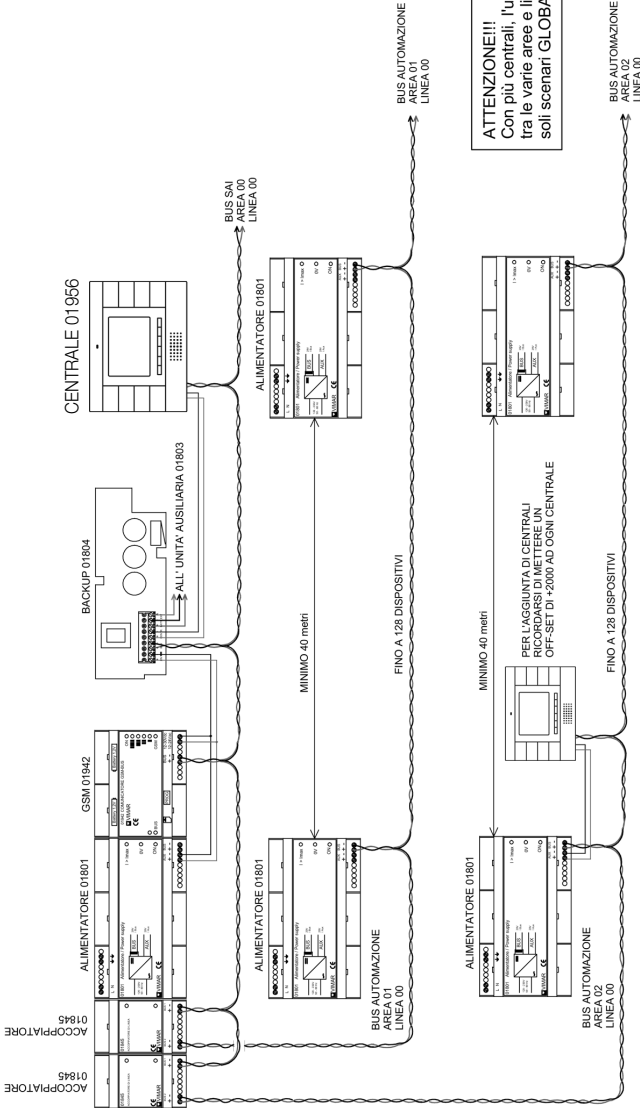 CENTRALE 01956
BACKUP 01804
GSM 01942
ALIMENTATORE 01801
ACCOPPIATORE
01845
ACCOPPIATORE
01845
ALL' UNITA' AUSILIARIA 01803
BUS SAI
AREA 00
LINEA 00
ALIMENTATORE 01801
ALIMENTATORE 01801
MINIMO 40 metri
FINO A 128 DISPOSITIVI
BUS AUTOMAZIONE
AREA 01
LINEA 00
BUS AUTOMAZIONE
AREA 01
LINEA 00
ATTENZIONE!!!
Con più centrali, l'u
tra le varie aree e li
soli scenari GLOBA
ALIMENTATORE 01801
MINIMO 40 metri
PER L'AGGIUNTA DI CENTRALI
RICORDARSI DI METTERE UN
OFF-SET DI +2000 AD OGNI CENTRALE
FINO A 128 DISPOSITIVI
BUS AUTOMAZIONE
AREA 02
LINEA 00
BUS AUTOMAZIONE
AREA 02
LINEA 00